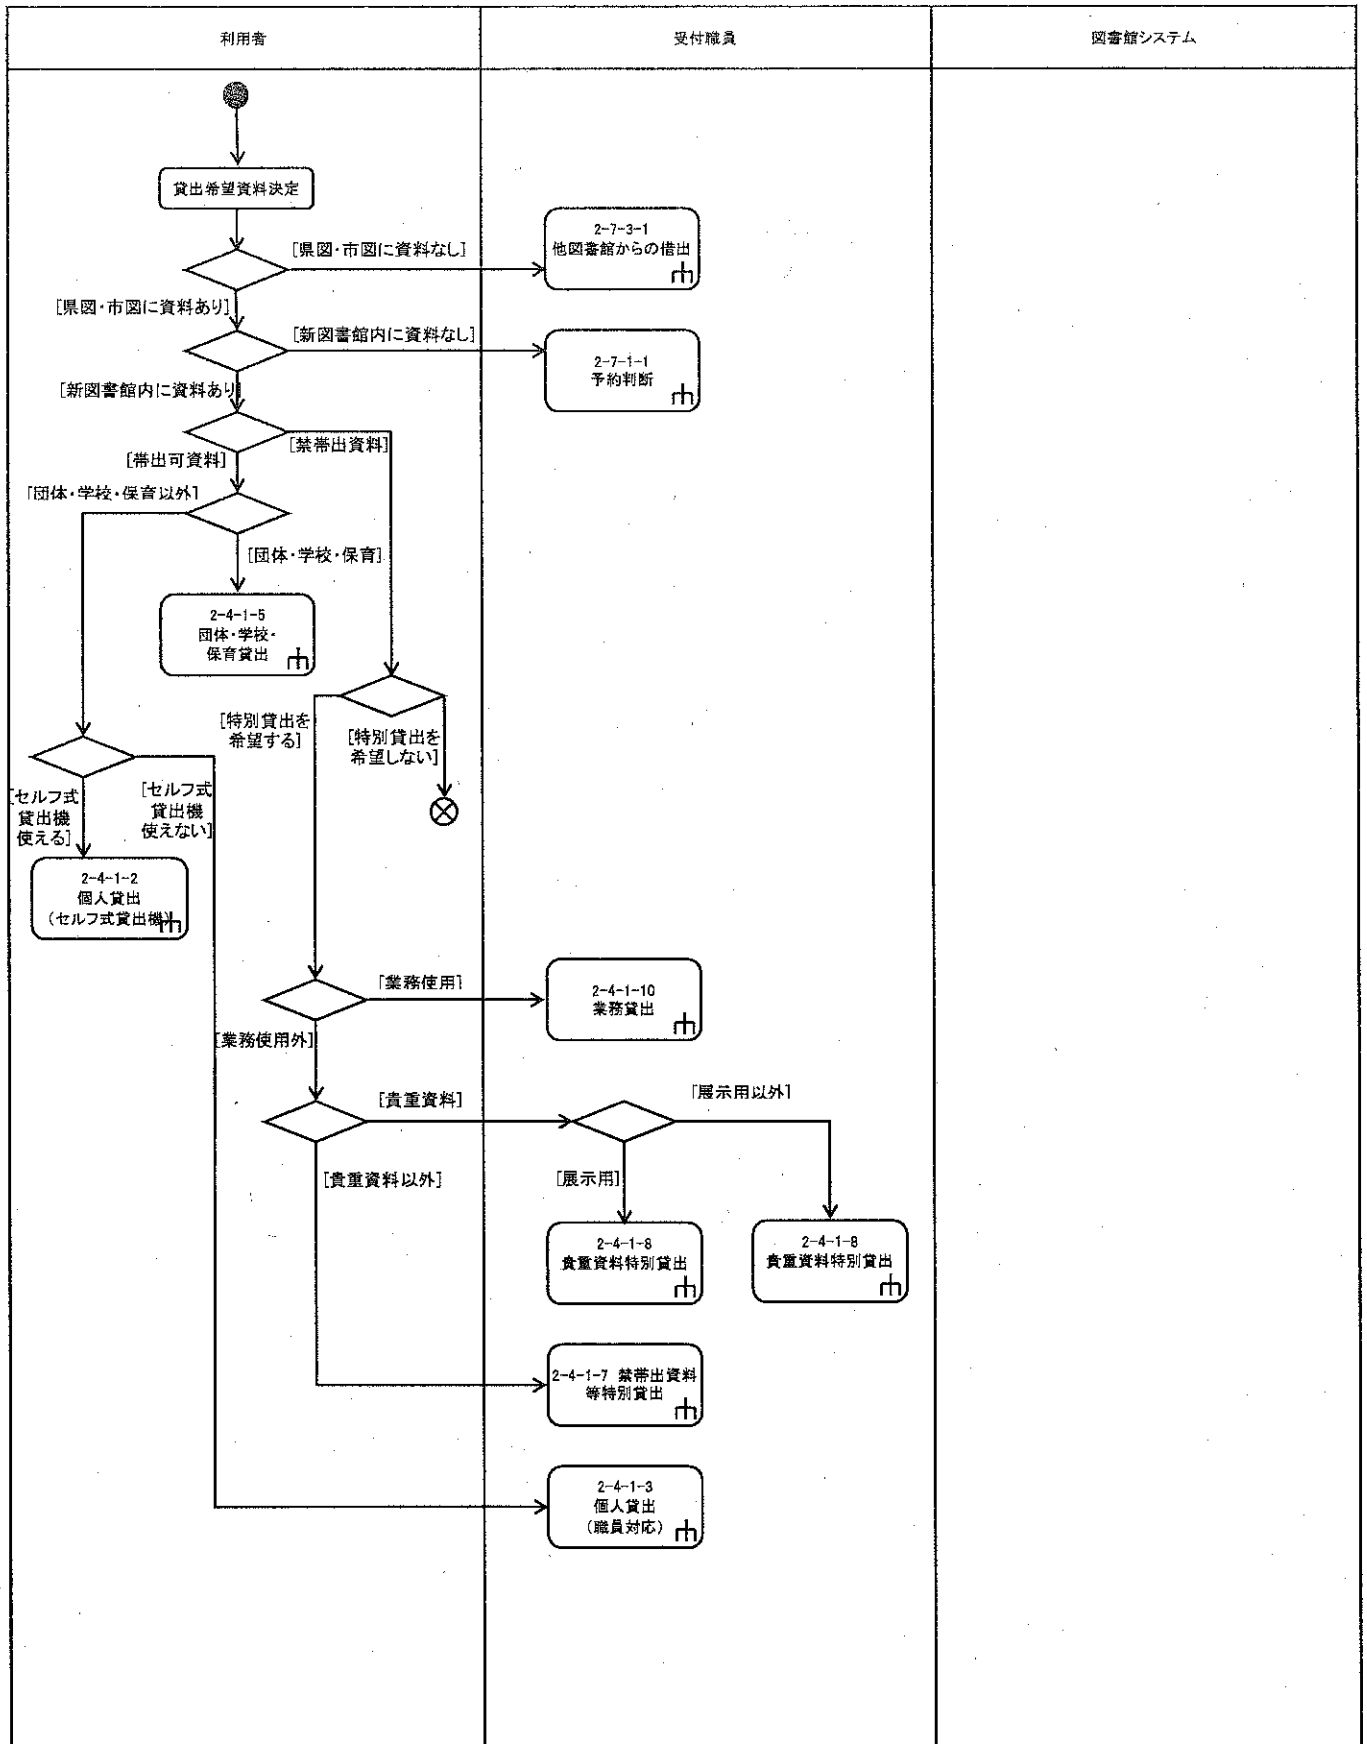 利用者
受付職員
図書館システム
貸出希望資料決定
[県図・市図に資料なし]
2-7-3-1
他図書館からの借出
[県図・市図に資料あり]
[新図書館内に資料なし]
2-7-1-1
予約判断
[新図書館内に資料あり]
[禁帯出資料]
[帯出可資料]
[団体・学校・保育以外]
[団体・学校・保育]
2-4-1-5
団体・学校・
保育貸出
[特別貸出を
希望する]
[特別貸出を
希望しない]
[セルフ式
貸出機
使える]
[セルフ式
貸出機
使えない]
2-4-1-2
個人貸出
(セルフ式貸出機)
[業務使用]
2-4-1-10
業務貸出
[業務使用外]
[貴重資料]
[展示用以外]
[貴重資料以外]
[展示用]
2-4-1-8
貴重資料特別貸出
2-4-1-8
貴重資料特別貸出
2-4-1-7 禁帯出資料
等特別貸出
2-4-1-3
個人貸出
(職員対応)